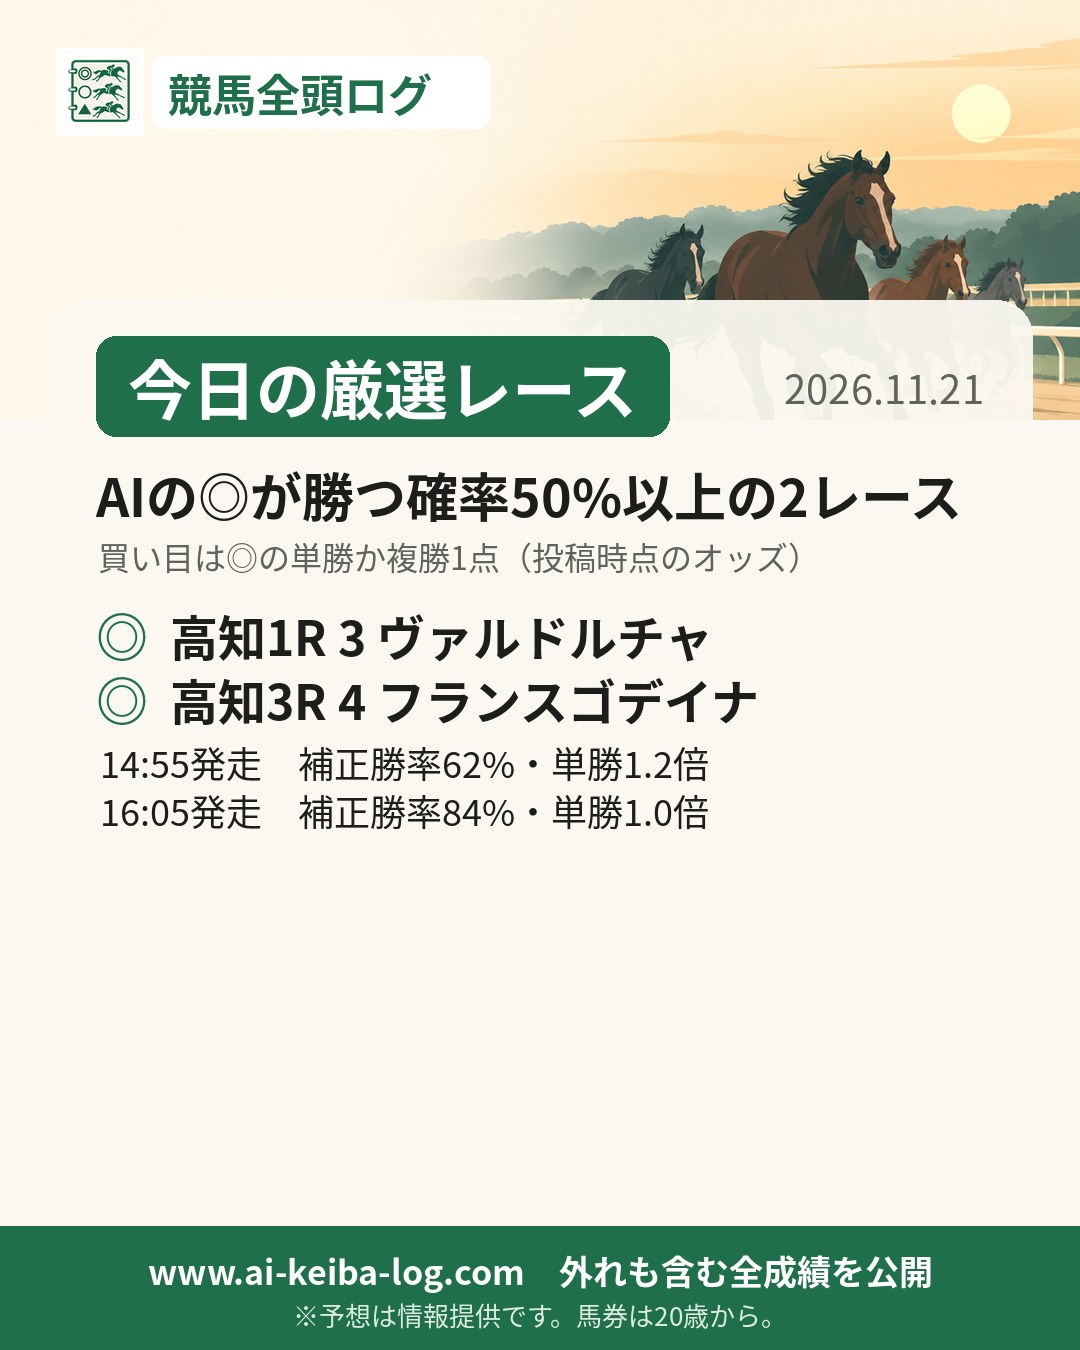 競馬全頭ログ
今日の厳選レース
2026.11.21
AIの◎が勝つ確率50%以上の2レース
買い目は◎の単勝か複勝1点（投稿時点のオッズ）
◎ 高知1R 3 ヴァルドルチャ
◎ 高知3R 4 フランスゴデイナ
14:55発走　補正勝率62%・単勝1.2倍
16:05発走　補正勝率84%・単勝1.0倍
www.ai-keiba-log.com　外れも含む全成績を公開
※予想は情報提供です。馬券は20歳から。